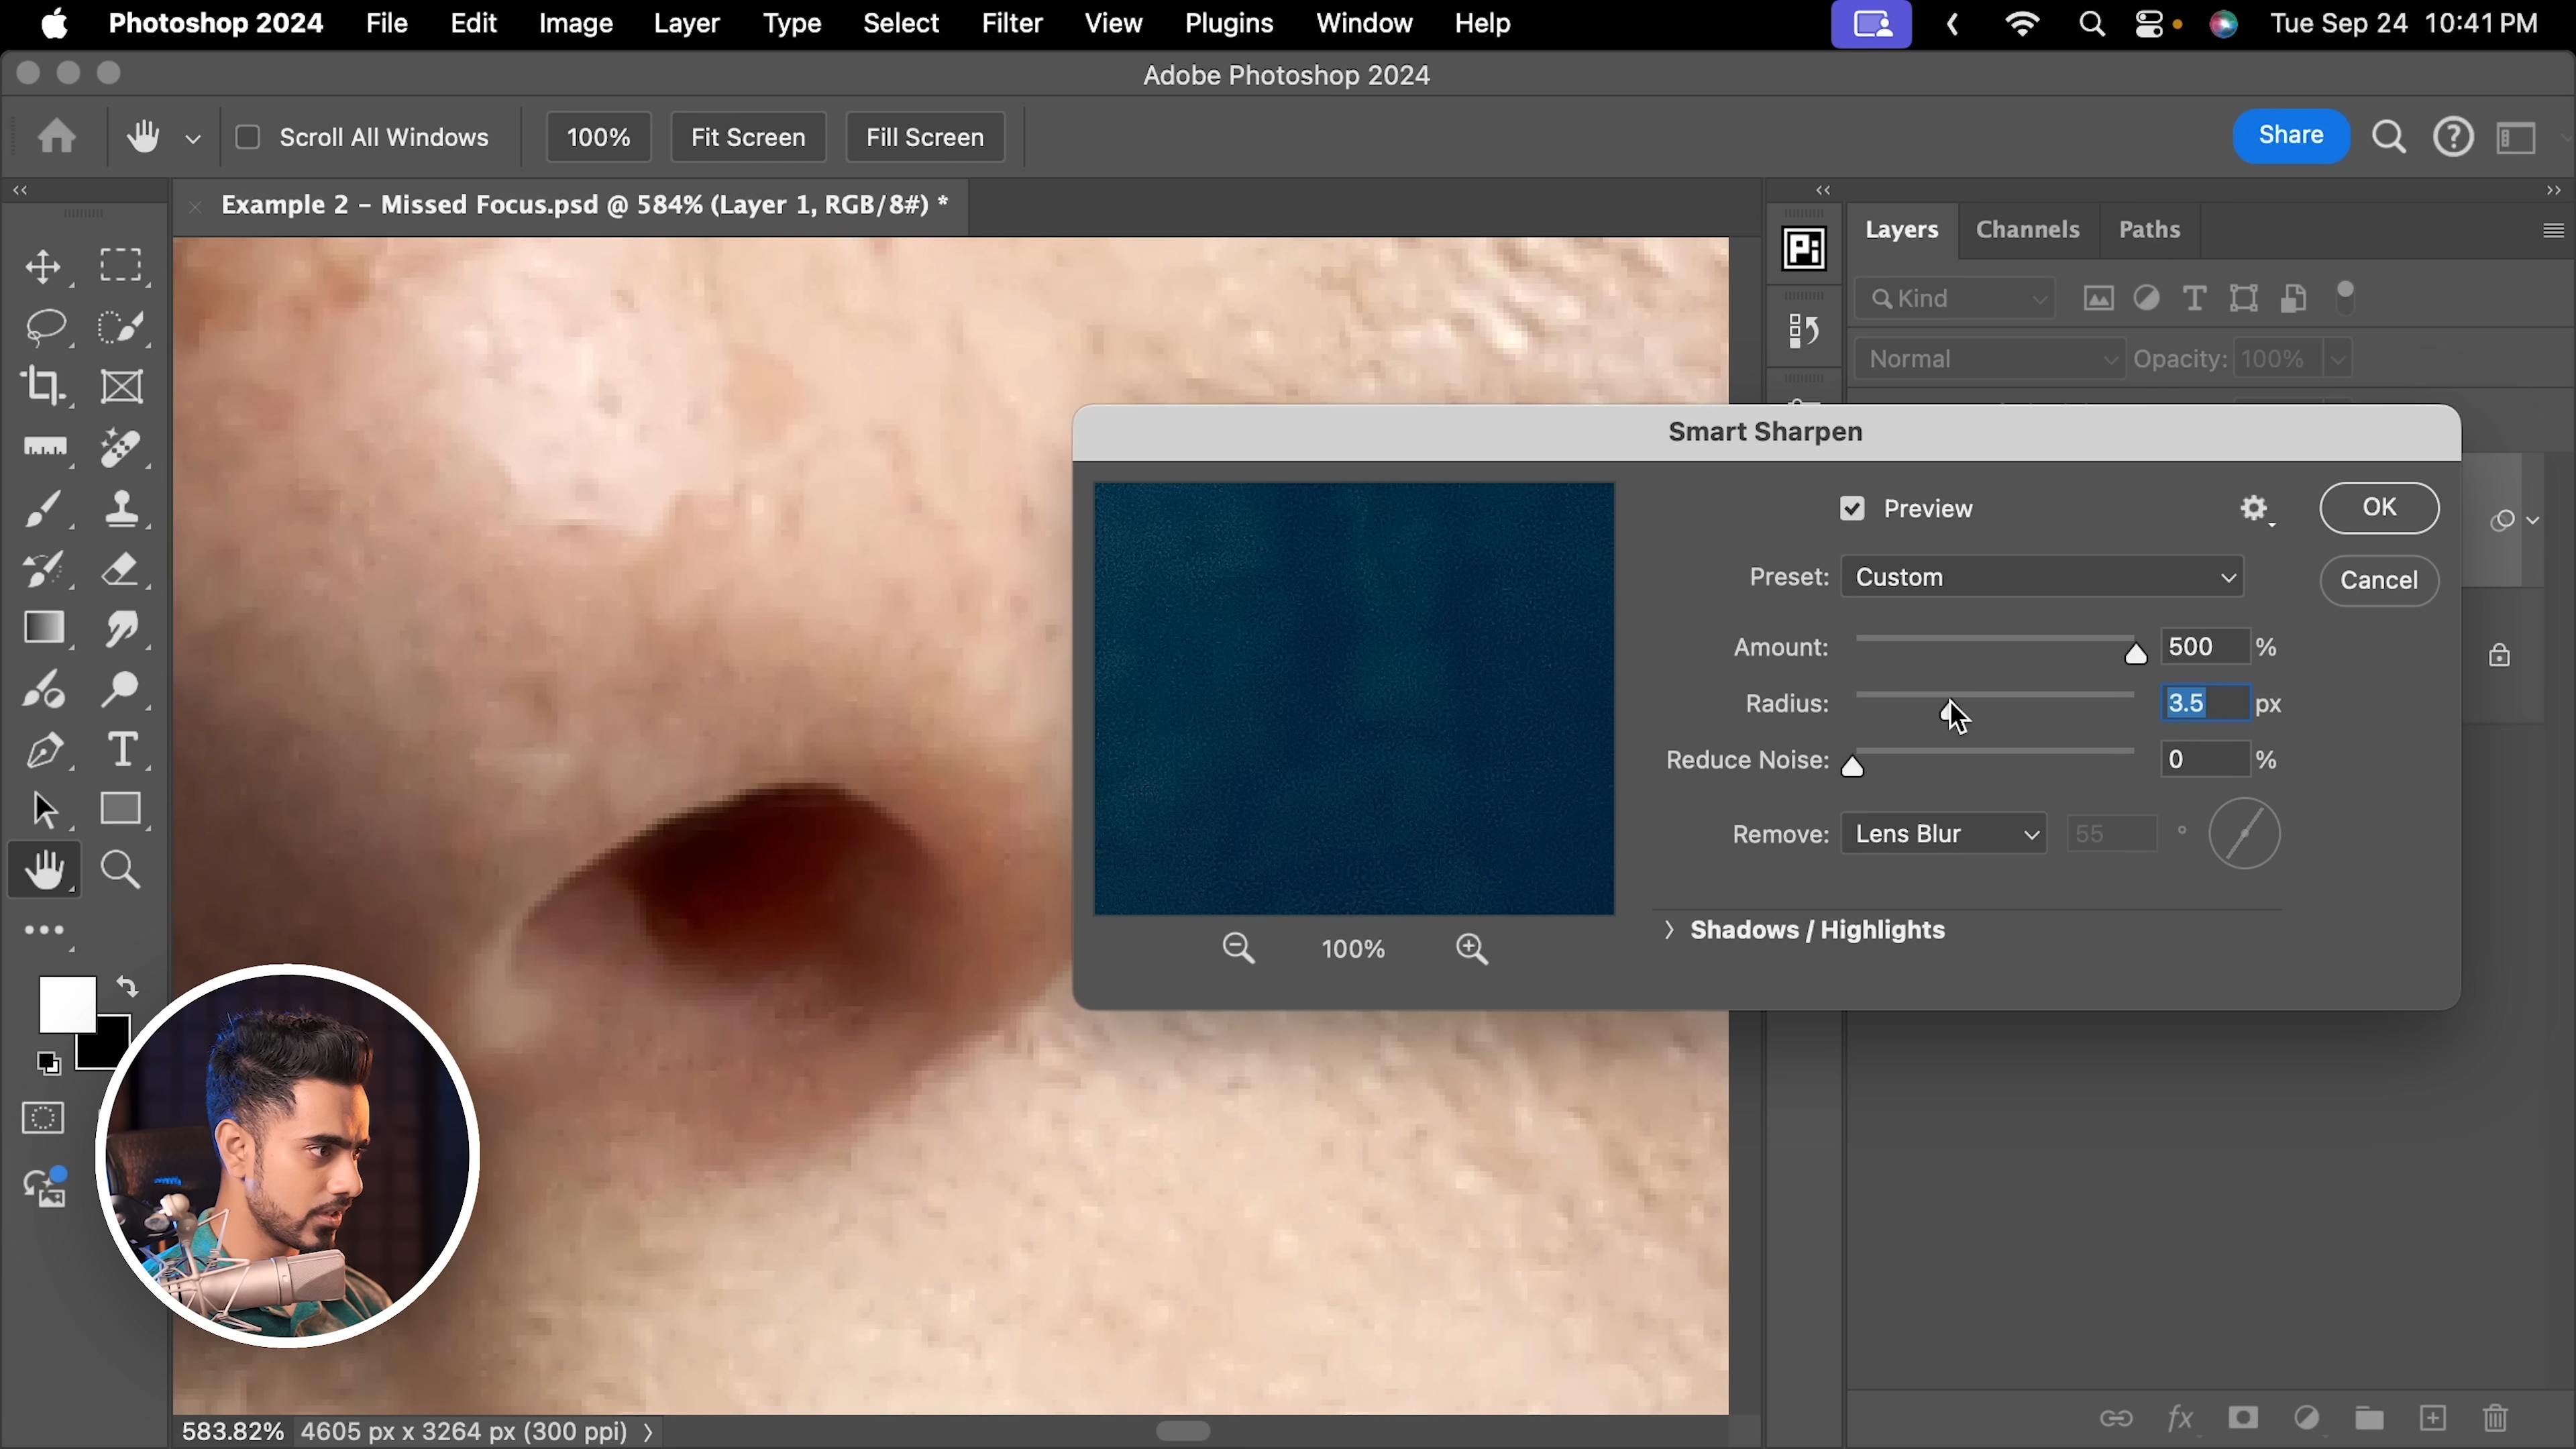 Photoshop 2024 File Edit Image Layer Type Select Filter View Plugins Window Help Tue Sep 24 10:41 PM
Adobe Photoshop 2024
Scroll All Windows 100% Fit Screen Fill Screen Share
Example 2 – Missed Focus.psd @ 584% (Layer 1, RGB/8#) *
Layers Channels Paths
Pi
Kind
Normal Opacity: 100%
Smart Sharpen
Preview OK
Preset: Custom Cancel
Amount: 500 %
Radius: 3.5 px
Reduce Noise: 0 %
Remove: Lens Blur 55 °
Shadows / Highlights
100%
583.82% 4605 px x 3264 px (300 ppi)
fx